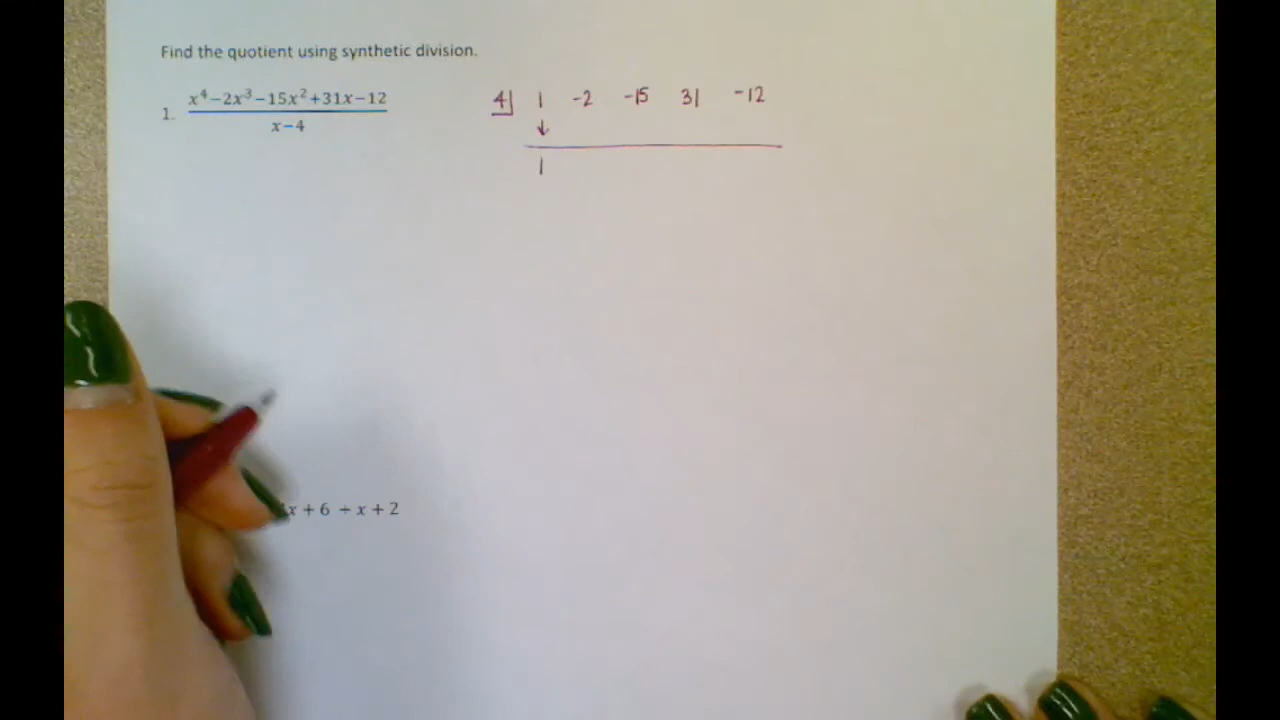 Find the quotient using synthetic division.
1. x⁴−2x³−15x²+31x−12 / x−4
4 1 -2 -15 31 -12
↓
1
x + 6 ÷ x + 2